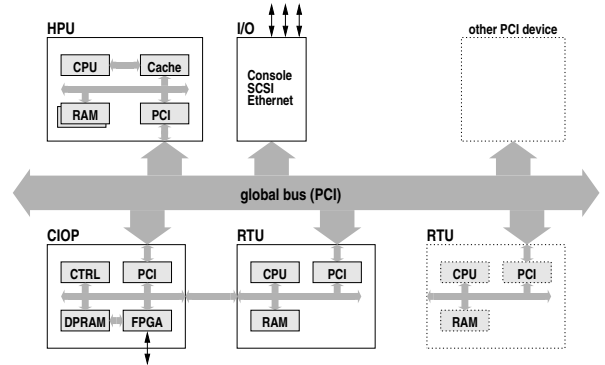 HPU
I/O
other PCI device
CPU
Cache
RAM
PCI
Console
SCSI
Ethernet
global bus (PCI)
CIOP
RTU
RTU
CTRL
PCI
DPRAM
FPGA
CPU
PCI
RAM
CPU
PCI
RAM